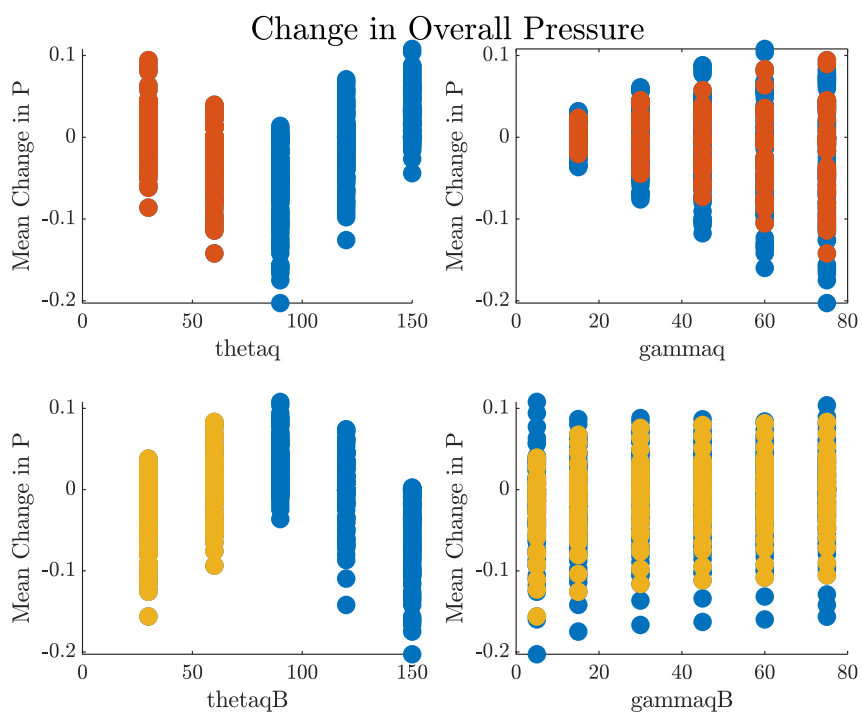 Change in Overall Pressure
Mean Change in P
0.1
0
-0.1
-0.2
0 50 100 150
thetaq
Mean Change in P
0.1
0
-0.1
-0.2
0 20 40 60 80
gammaq
Mean Change in P
0.1
0
-0.1
-0.2
0 50 100 150
thetaqB
Mean Change in P
0.1
0
-0.1
-0.2
0 20 40 60 80
gammaqB